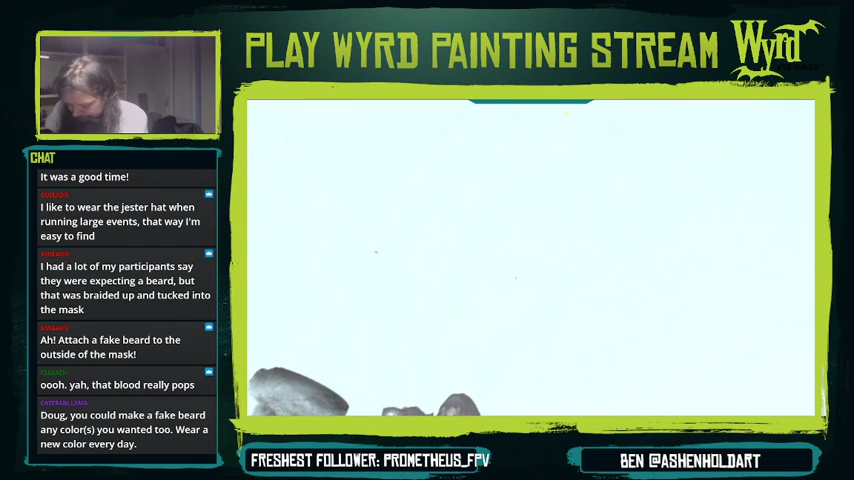 PLAY WYRD PAINTING STREAM
Wyrd
CHAT
It was a good time!
I like to wear the jester hat when
running large events, that way I'm
easy to find
I had a lot of my participants say
they were expecting a beard, but
that was braided up and tucked into
the mask
Ah! Attach a fake beard to the
outside of the mask!
oooh. yah, that blood really pops
Doug, you could make a fake beard
any color(s) you wanted too. Wear a
new color every day.
FRESHEST FOLLOWER: PROMETHEUS_FPV
BEN @ASHENHOLDART